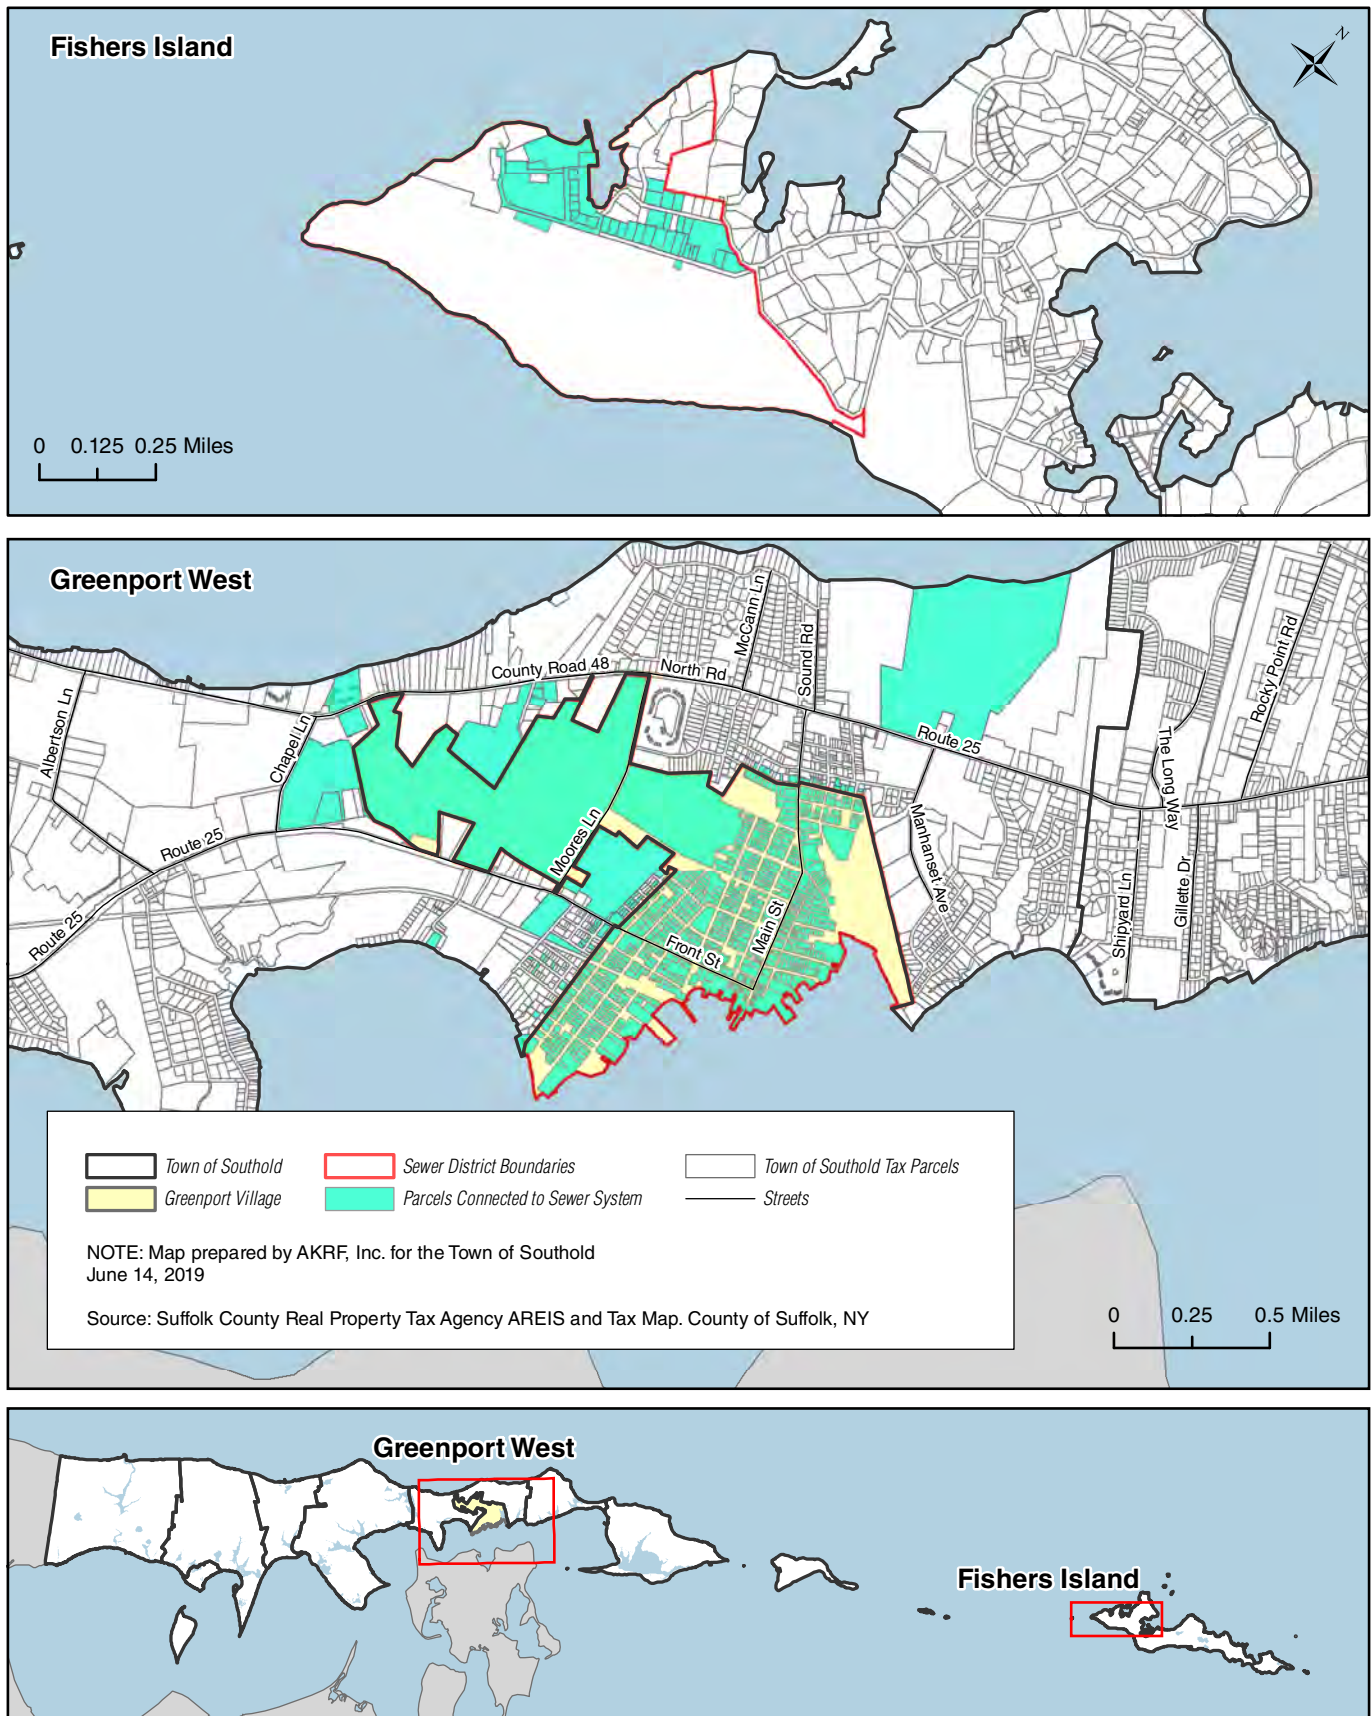 Fishers Island
N
0 0.125 0.25 Miles
Greenport West
McCann Ln
County Road 48
North Rd
Sound Rd
Rocky Point Rd
Albertson Ln
Chapel Ln
Route 25
The Long Way
Moores Ln
Manhanset Ave
Route 25
Route 25
Main St
Front St
Shipyard Ln
Gillette Dr
Town of Southold
Sewer District Boundaries
Town of Southold Tax Parcels
Greenport Village
Parcels Connected to Sewer System
Streets
NOTE: Map prepared by AKRF, Inc. for the Town of Southold
June 14, 2019
Source: Suffolk County Real Property Tax Agency AREIS and Tax Map. County of Suffolk, NY
0 0.25 0.5 Miles
Greenport West
Fishers Island